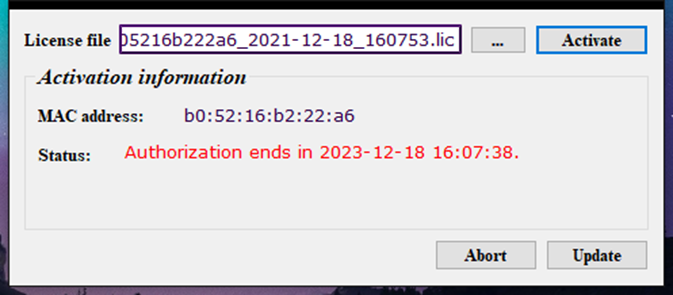 License file b5216b222a6_2021-12-18_160753.lic ... Activate
Activation information
MAC address: b0:52:16:b2:22:a6
Status: Authorization ends in 2023-12-18 16:07:38.
Abort Update